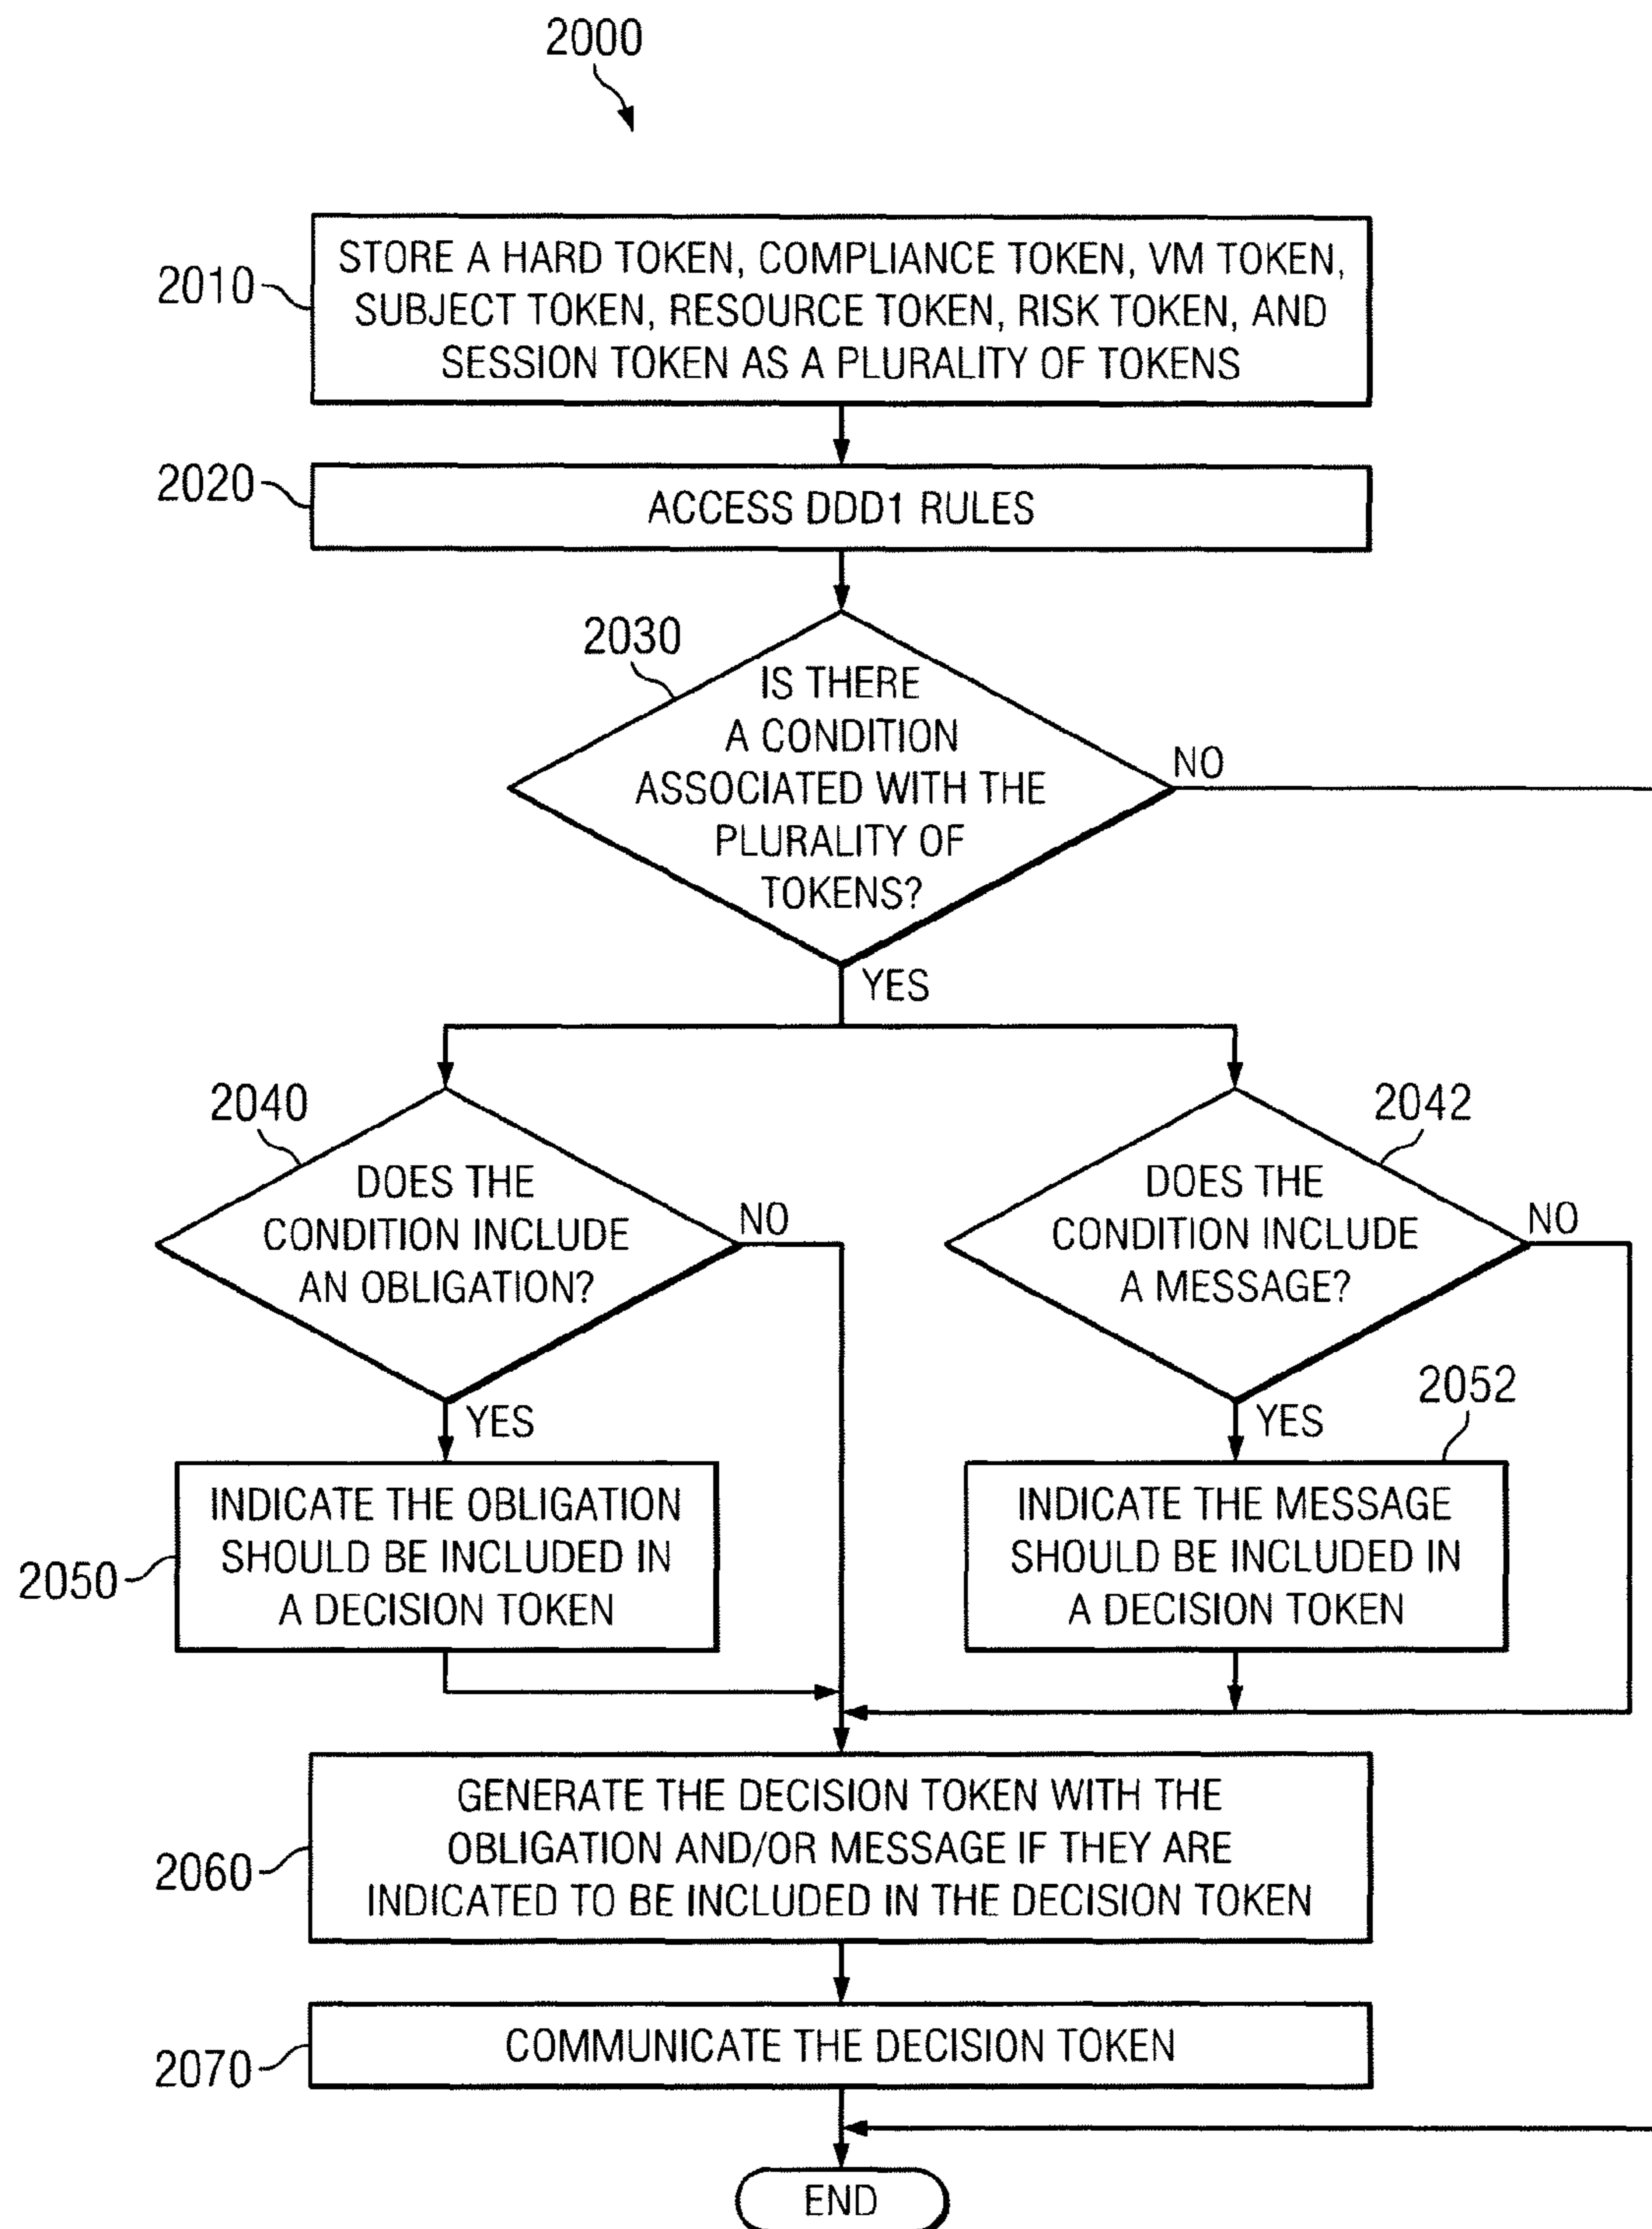 2000
2010
STORE A HARD TOKEN, COMPLIANCE TOKEN, VM TOKEN,
SUBJECT TOKEN, RESOURCE TOKEN, RISK TOKEN, AND
SESSION TOKEN AS A PLURALITY OF TOKENS
2020
ACCESS DDD1 RULES
2030
IS THERE
A CONDITION
ASSOCIATED WITH THE
PLURALITY OF
TOKENS?
NO
YES
2040
DOES THE
CONDITION INCLUDE
AN OBLIGATION?
NO
YES
2042
DOES THE
CONDITION INCLUDE
A MESSAGE?
NO
YES
2050
INDICATE THE OBLIGATION
SHOULD BE INCLUDED IN
A DECISION TOKEN
2052
INDICATE THE MESSAGE
SHOULD BE INCLUDED IN
A DECISION TOKEN
2060
GENERATE THE DECISION TOKEN WITH THE
OBLIGATION AND/OR MESSAGE IF THEY ARE
INDICATED TO BE INCLUDED IN THE DECISION TOKEN
2070
COMMUNICATE THE DECISION TOKEN
END